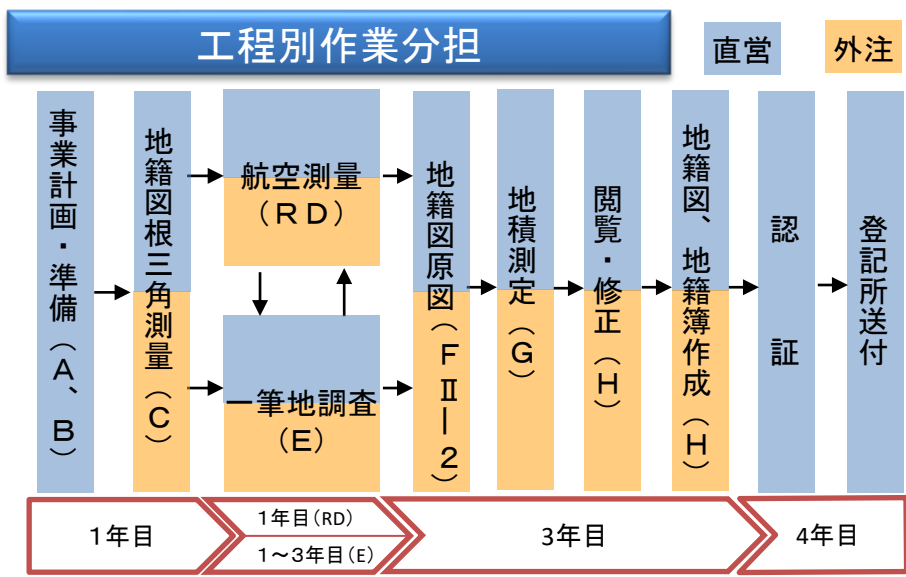 工程別作業分担
直営
外注
事業計画・準備（A、B）
地籍図根三角測量（C）
航空測量
（ＲＤ）
一筆地調査
（E）
地籍図原図（ＦⅡ－２）
地積測定（G）
閲覧・修正（H）
地籍図、地籍簿作成（H）
認証
登記所送付
1年目
1年目（RD）
1～3年目（E）
3年目
4年目